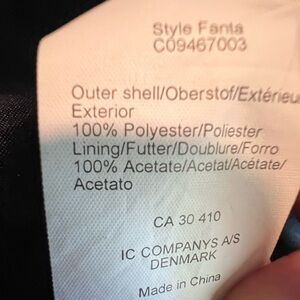 Style Fanta
C09467003
Outer shell/Oberstof/Extérieu
Exterior
100% Polyester/Poliester
Lining/Futter/Doublure/Forro
100% Acetate/Acetat/Acétate/
Acetato
CA 30 410
IC COMPANYS A/S
DENMARK
Made in China